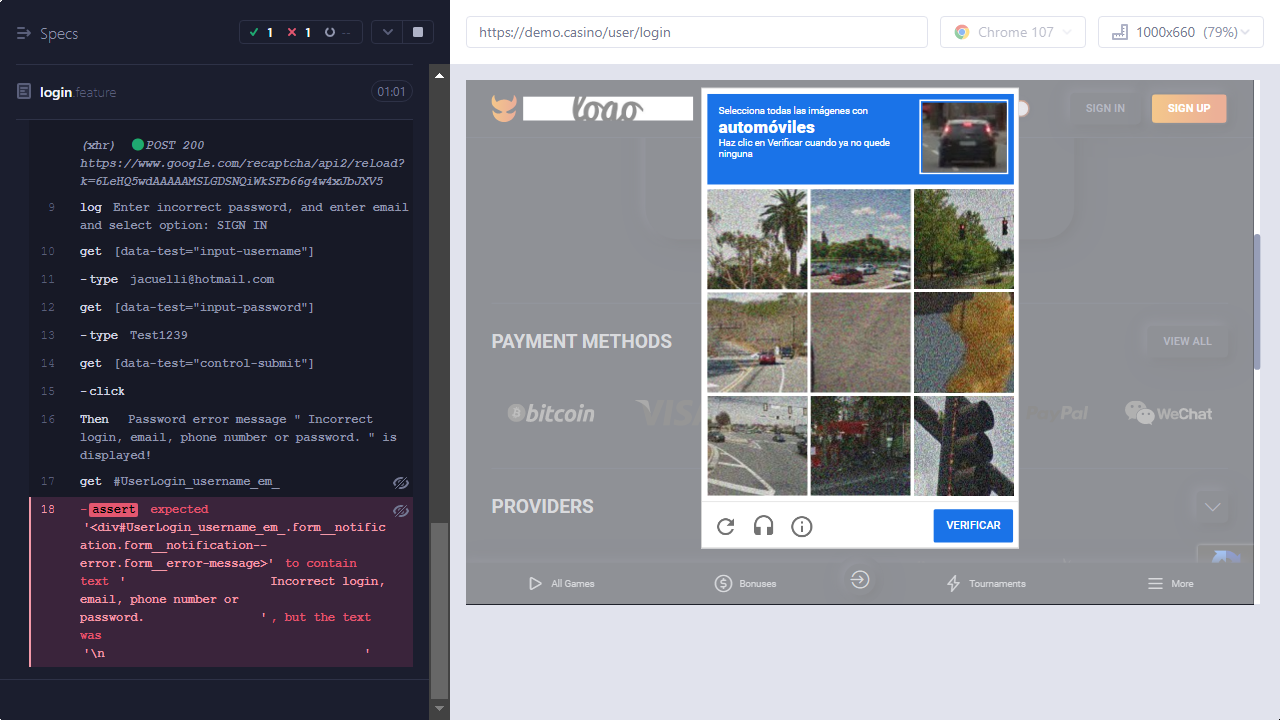 Specs
1
1
--
login.feature
01:01
(xhr) POST 200
https://www.google.com/recaptcha/api2/reload?
k=6LeHQ5wdAAAAAMSLGDSNQiWkSFb66g4w4xJbJXV5
9 log Enter incorrect password, and enter email
and select option: SIGN IN
10 get [data-test="input-username"]
11 -type jacuelli@hotmail.com
12 get [data-test="input-password"]
13 -type Test1239
14 get [data-test="control-submit"]
15 -click
16 Then Password error message " Incorrect
login, email, phone number or password. " is
displayed!
17 get #UserLogin_username_em_
18 -assert expected
'<div#UserLogin_username_em_.form__notific
ation.form__notification--
error.form__error-message>' to contain
text ' Incorrect login,
email, phone number or
password. ', but the text
was
'\n '
https://demo.casino/user/login
Chrome 107
1000x660 (79%)
logo
SIGN IN
SIGN UP
Selecciona todas las imágenes con
automóviles
Haz clic en Verificar cuando ya no quede
ninguna
PAYMENT METHODS
VIEW ALL
bitcoin
VISA
PayPal
WeChat
PROVIDERS
VERIFICAR
All Games
Bonuses
Tournaments
More